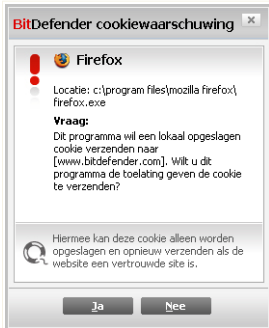 BitDefender cookiewaarschuwing
Firefox
Locatie: c:\program files\mozilla firefox\
firefox.exe
Vraag:
Dit programma wil een lokaal opgeslagen
cookie verzenden naar
[www.bitdefender.com]. Wilt u dit
programma de toelating geven de cookie
te verzenden?
Hiermee kan deze cookie alleen worden
opgeslagen en opnieuw verzenden als de
website een vertrouwde site is.
Ja
Nee